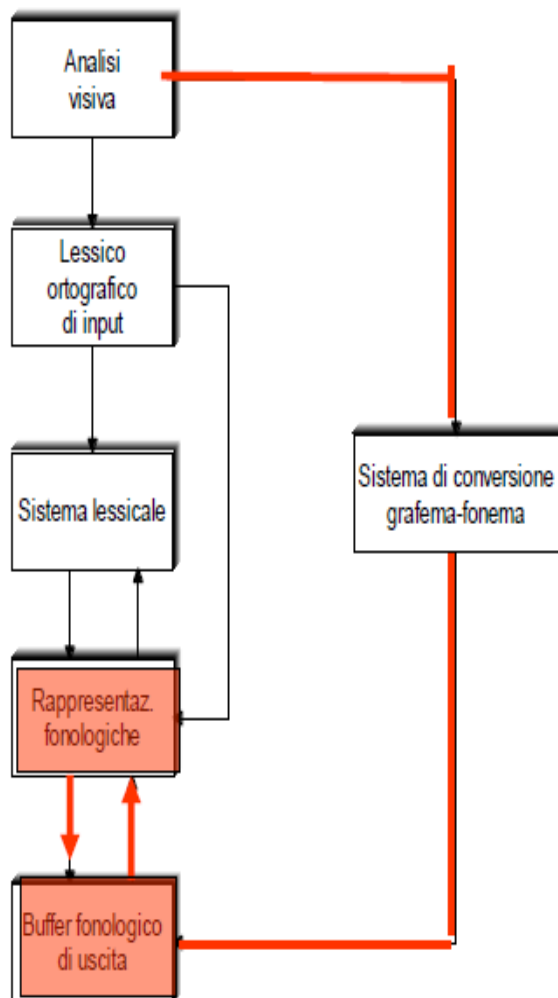 Analisi
visiva
Lessico
ortografico
di input
Sistema lessicale
Sistema di conversione
grafema-fonema
Rappresentaz.
fonologiche
Buffer fonologico
di uscita